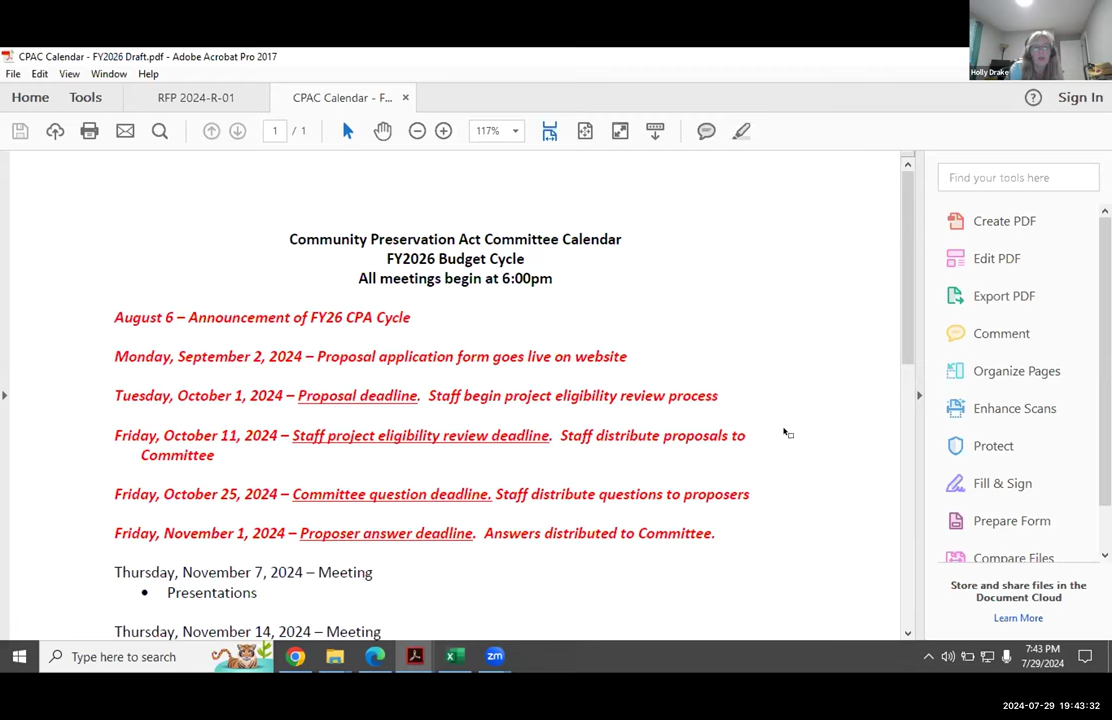 CPAC Calendar - FY2026 Draft.pdf - Adobe Acrobat Pro 2017
Holly Drake
File Edit View Window Help
Home Tools RFP 2024-R-01 CPAC Calendar - F... × Sign In
1 / 1 117%
Find your tools here
Create PDF
Edit PDF
Export PDF
Comment
Organize Pages
Enhance Scans
Protect
Fill & Sign
Prepare Form
Compare Files
Store and share files in the
Document Cloud
Learn More
Community Preservation Act Committee Calendar
FY2026 Budget Cycle
All meetings begin at 6:00pm
August 6 – Announcement of FY26 CPA Cycle
Monday, September 2, 2024 – Proposal application form goes live on website
Tuesday, October 1, 2024 – Proposal deadline. Staff begin project eligibility review process
Friday, October 11, 2024 – Staff project eligibility review deadline. Staff distribute proposals to
Committee
Friday, October 25, 2024 – Committee question deadline. Staff distribute questions to proposers
Friday, November 1, 2024 – Proposer answer deadline. Answers distributed to Committee.
Thursday, November 7, 2024 – Meeting
• Presentations
Thursday, November 14, 2024 – Meeting
Type here to search
zm
7:43 PM
7/29/2024
2024-07-29 19:43:32